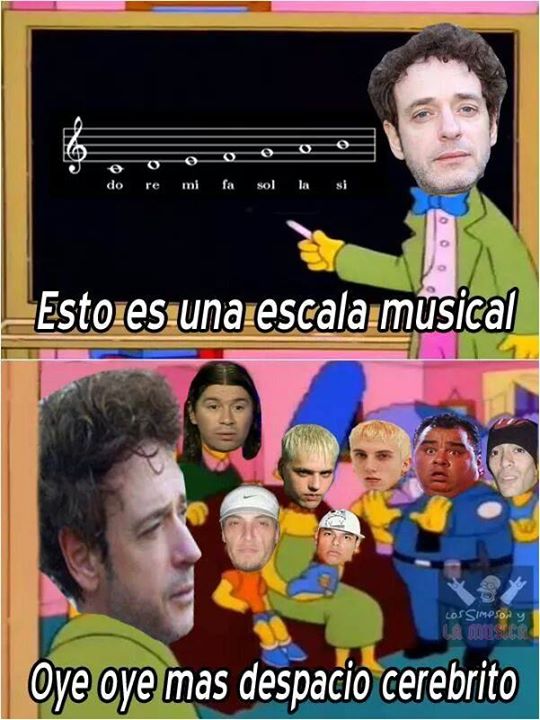 do re mi fa sol la si
Esto es una escala musical
LOS SIMPSON y
LA MUSICA
Oye oye mas despacio cerebrito